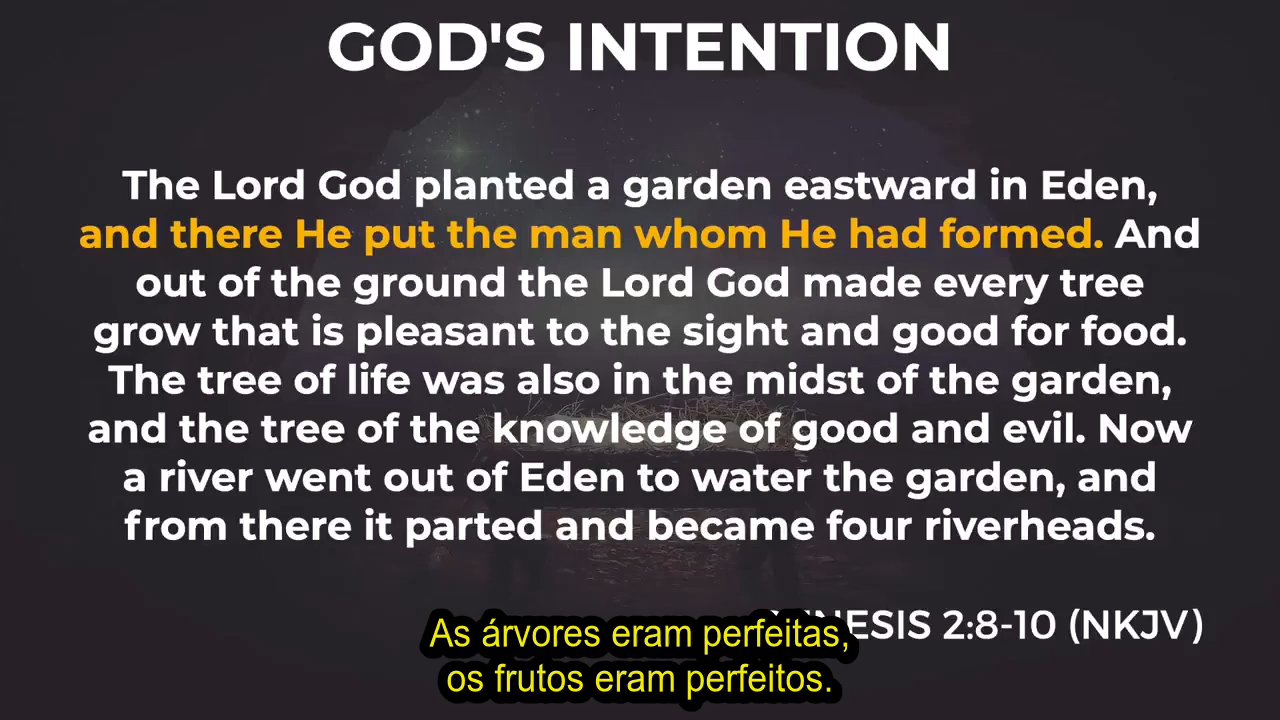 GOD'S INTENTION
The Lord God planted a garden eastward in Eden,
and there He put the man whom He had formed. And
out of the ground the Lord God made every tree
grow that is pleasant to the sight and good for food.
The tree of life was also in the midst of the garden,
and the tree of the knowledge of good and evil. Now
a river went out of Eden to water the garden, and
from there it parted and became four riverheads.
2:8-10 (NKJV)
As árvores eram perfeitas,
os frutos eram perfeitos.